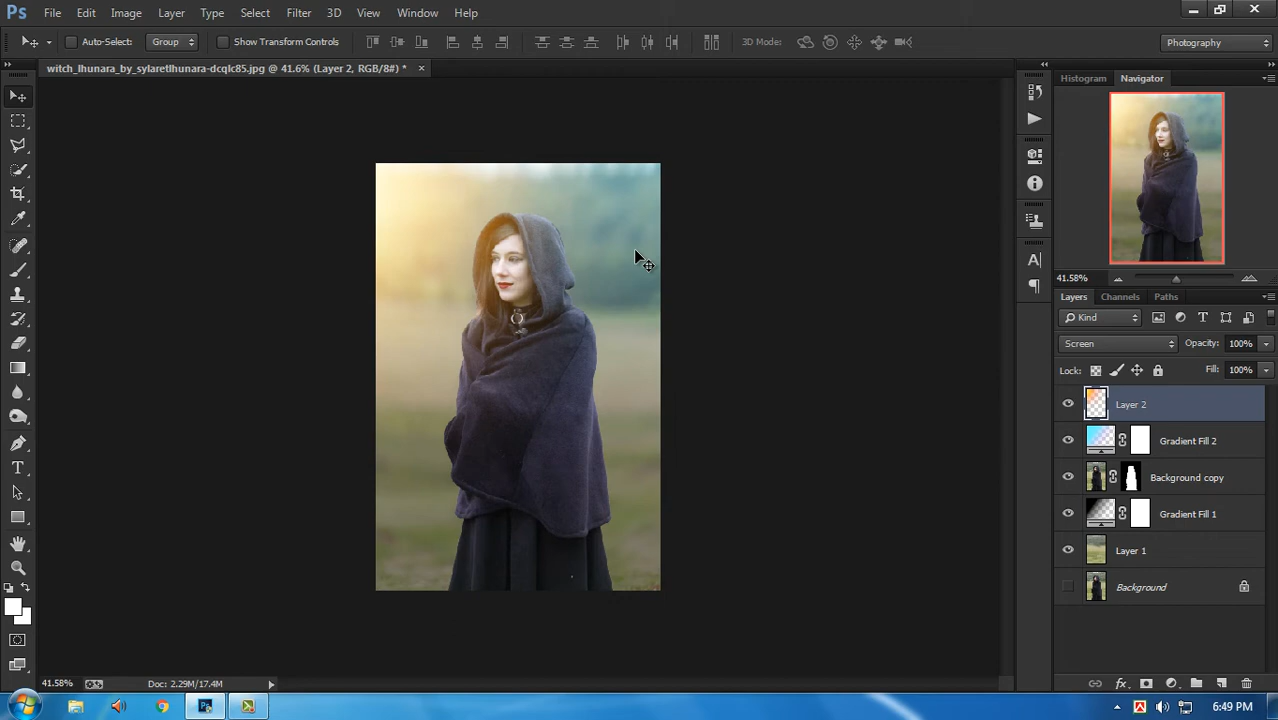 Ps File Edit Image Layer Type Select Filter 3D View Window Help
Auto-Select: Group Show Transform Controls 3D Mode: Photography
witch_lhunara_by_sylaretlhunara-dcqlc85.jpg @ 41.6% (Layer 2, RGB/8#) *
Histogram Navigator
41.58%
Layers Channels Paths
Kind
Screen Opacity: 100%
Lock: Fill: 100%
Layer 2
Gradient Fill 2
Background copy
Gradient Fill 1
Layer 1
Background
41.58% Doc: 2.29M/17.4M
6:49 PM